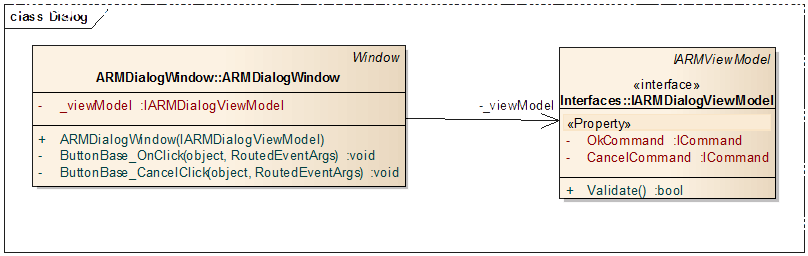 class Dialog
Window
ARMDialogWindow::ARMDialogWindow
- _viewModel :IARMDialogViewModel
+ ARMDialogWindow(IARMDialogViewModel)
- ButtonBase_OnClick(object, RoutedEventArgs) :void
- ButtonBase_CancelClick(object, RoutedEventArgs) :void
-_viewModel
IARMViewModel
«interface»
Interfaces::IARMDialogViewModel
«Property»
- OkCommand :ICommand
- CancelCommand :ICommand
+ Validate() :bool